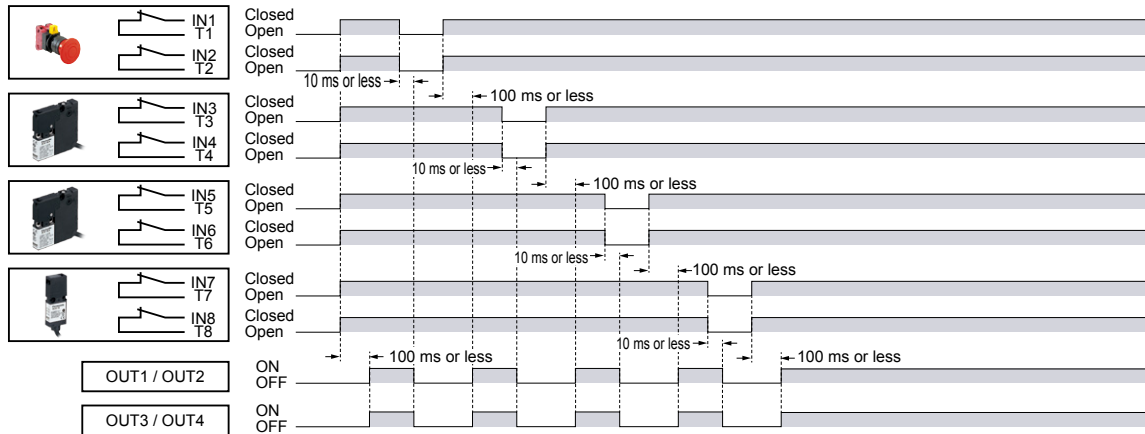 IN1
T1
Closed
Open
IN2
T2
Closed
Open
10 ms or less
100 ms or less
IN3
T3
Closed
Open
IN4
T4
Closed
Open
10 ms or less
100 ms or less
IN5
T5
Closed
Open
IN6
T6
Closed
Open
10 ms or less
100 ms or less
IN7
T7
Closed
Open
IN8
T8
Closed
Open
10 ms or less
100 ms or less
100 ms or less
OUT1 / OUT2
ON
OFF
OUT3 / OUT4
ON
OFF